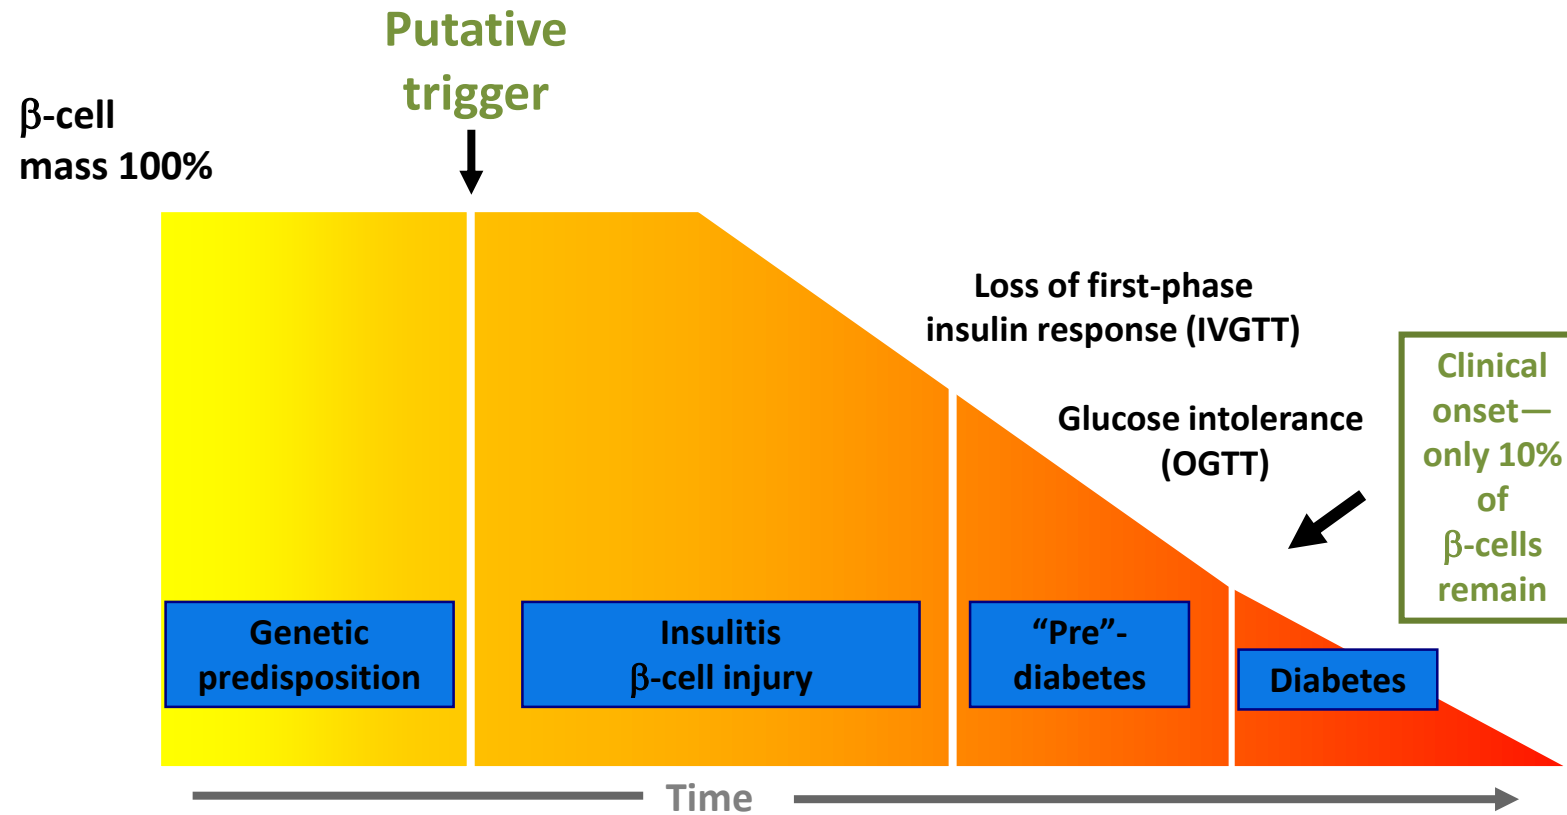 Putative
trigger
β-cell
mass 100%
Loss of first-phase
insulin response (IVGTT)
Glucose intolerance
(OGTT)
Clinical
onset—
only 10%
of
β-cells
remain
Genetic
predisposition
Insulitis
β-cell injury
“Pre”-
diabetes
Diabetes
Time